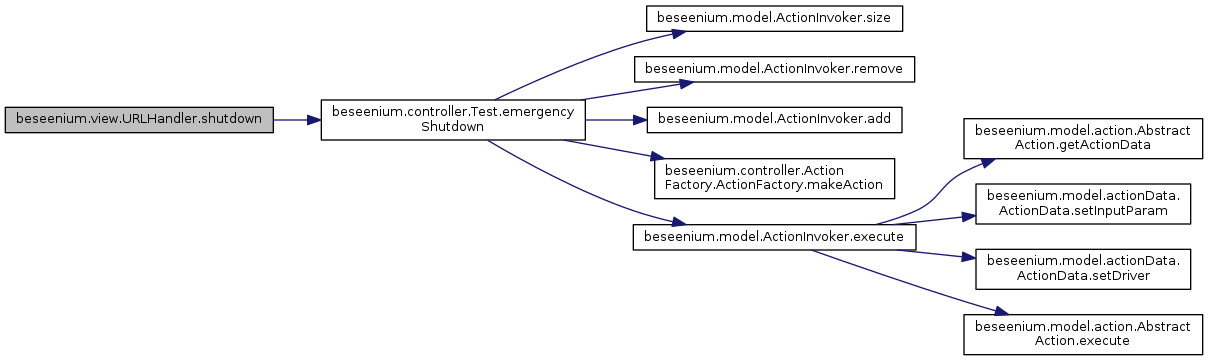 beseenium.view.URLHandler.shutdown
beseenium.controller.Test.emergency
Shutdown
beseenium.model.ActionInvoker.size
beseenium.model.ActionInvoker.remove
beseenium.model.ActionInvoker.add
beseenium.controller.Action
Factory.ActionFactory.makeAction
beseenium.model.ActionInvoker.execute
beseenium.model.action.Abstract
Action.getActionData
beseenium.model.actionData.
ActionData.setInputParam
beseenium.model.actionData.
ActionData.setDriver
beseenium.model.action.Abstract
Action.execute